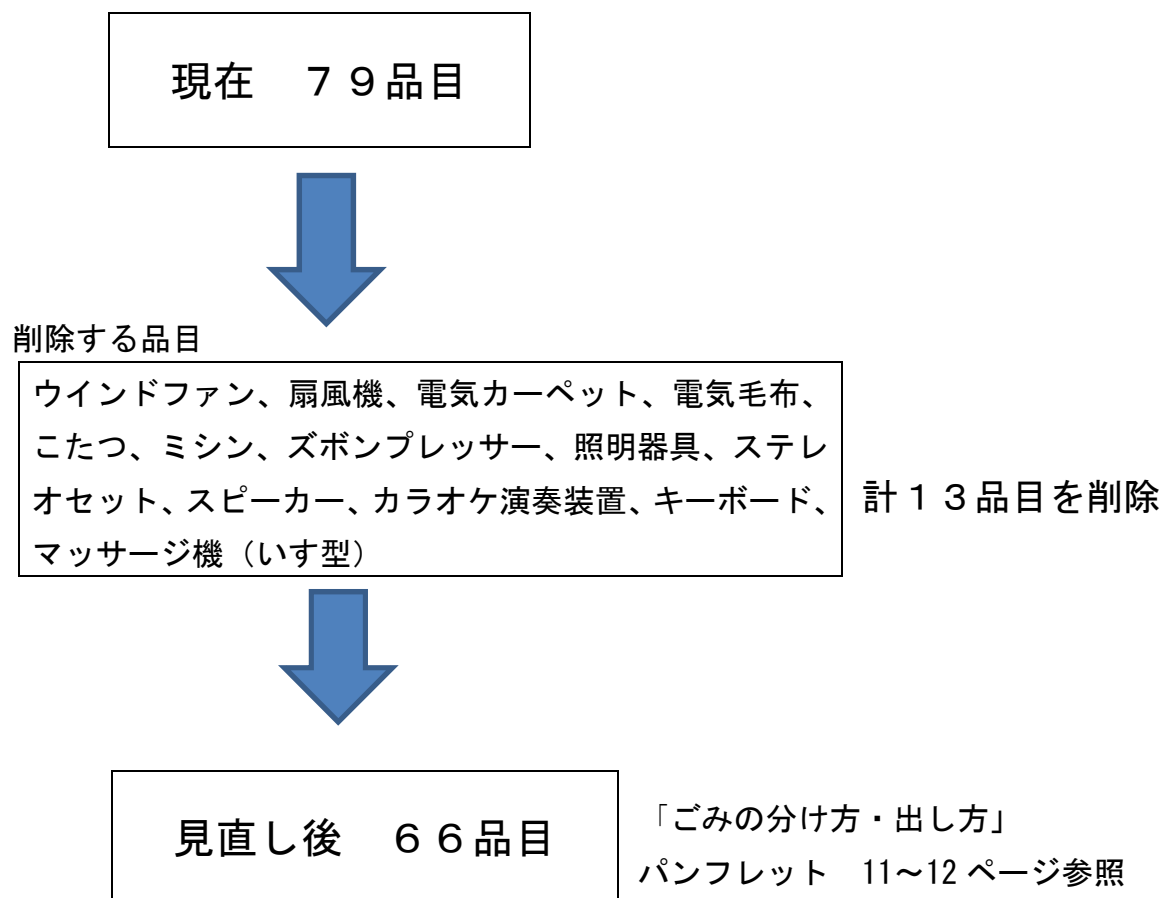 現在　７９品目
削除する品目
ウインドファン、扇風機、電気カーペット、電気毛布、
こたつ、ミシン、ズボンプレッサー、照明器具、ステレ
オセット、スピーカー、カラオケ演奏装置、キーボード、
マッサージ機（いす型）
計１３品目を削除
見直し後　６６品目
「ごみの分け方・出し方」
パンフレット　11～12 ページ参照